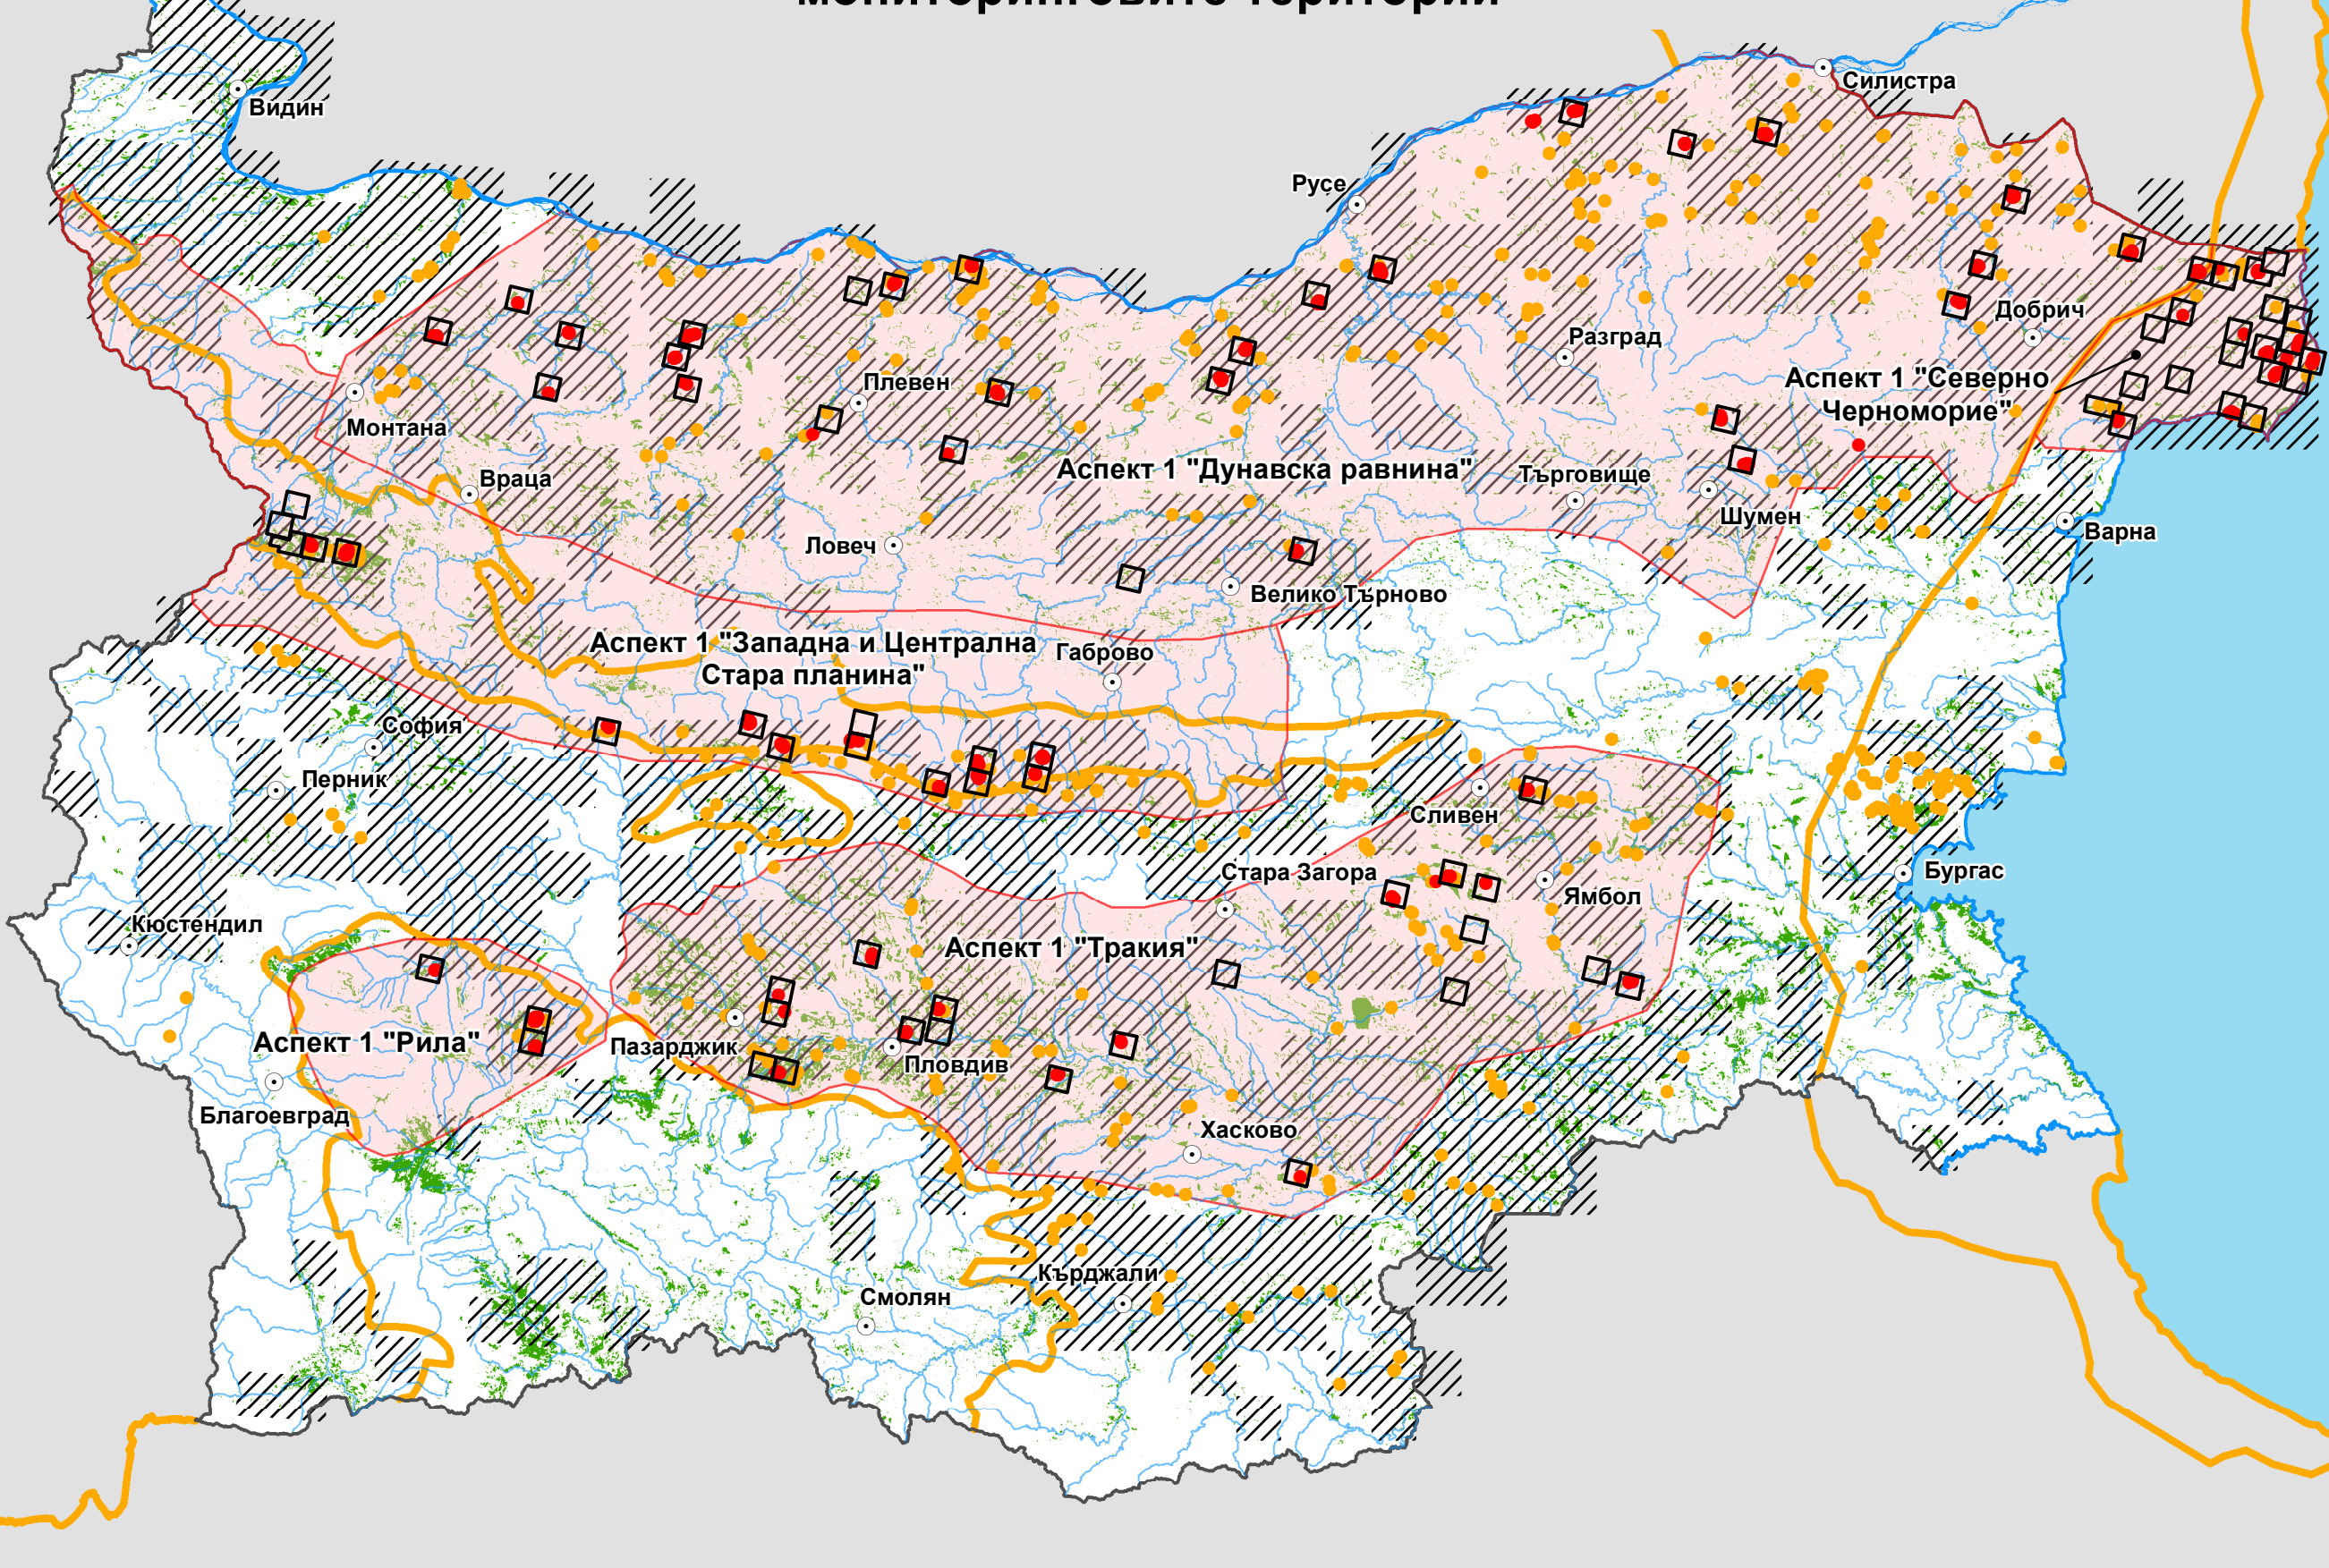 мониторинговите територии
Силистра
Видин
Русе
Добрич
Разград
Аспект 1 "Северно
Черноморие"
Плевен
Монтана
Аспект 1 "Дунавска равнина"
Търговище
Враца
Шумен
Варна
Ловеч
Велико Търново
Аспект 1 "Западна и Централна
Стара планина"
Габрово
София
Перник
Сливен
Стара Загора
Бургас
Ямбол
Кюстендил
Аспект 1 "Тракия"
Аспект 1 "Рила"
Пазарджик
Пловдив
Благоевград
Хасково
Кърджали
Смолян